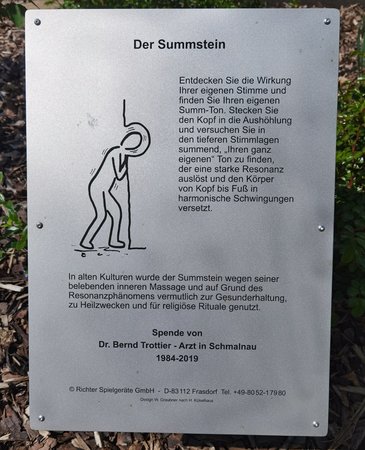 Der Summstein
Entdecken Sie die Wirkung
Ihrer eigenen Stimme und
finden Sie Ihren eigenen
Summ-Ton. Stecken Sie
den Kopf in die Aushöhlung
und versuchen Sie in
den tieferen Stimmlagen
summend, „Ihren ganz
eigenen“ Ton zu finden,
der eine starke Resonanz
auslöst und den Körper
von Kopf bis Fuß in
harmonische Schwingungen
versetzt.
In alten Kulturen wurde der Summstein wegen seiner
belebenden inneren Massage und auf Grund des
Resonanzphänomens vermutlich zur Gesunderhaltung,
zu Heilzwecken und für religiöse Rituale genutzt.
Spende von
Dr. Bernd Trottier - Arzt in Schmalnau
1984-2019
© Richter Spielgeräte GmbH - D-83112 Frasdorf Tel. +49-8052-17980
Design W. Graubner nach H. Kükelhaus